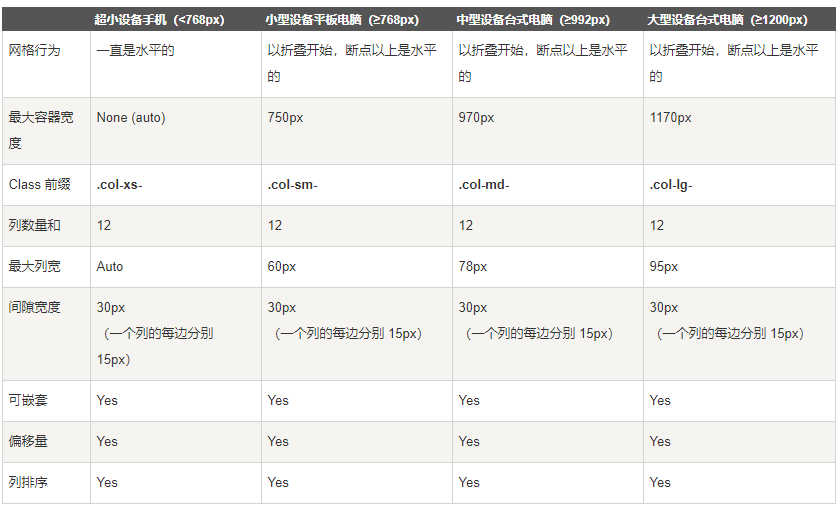 超小设备手机（<768px） 小型设备平板电脑（≥768px） 中型设备台式电脑（≥992px） 大型设备台式电脑（≥1200px）
网格行为 一直是水平的 以折叠开始，断点以上是水平 以折叠开始，断点以上是水平 以折叠开始，断点以上是水平
的 的 的
最大容器宽 None (auto) 750px 970px 1170px
度
Class 前缀 .col-xs- .col-sm- .col-md- .col-lg-
列数量和 12 12 12 12
最大列宽 Auto 60px 78px 95px
间隙宽度 30px 30px 30px 30px
（一个列的每边分别 （一个列的每边分别 15px） （一个列的每边分别 15px） （一个列的每边分别 15px）
15px）
可嵌套 Yes Yes Yes Yes
偏移量 Yes Yes Yes Yes
列排序 Yes Yes Yes Yes